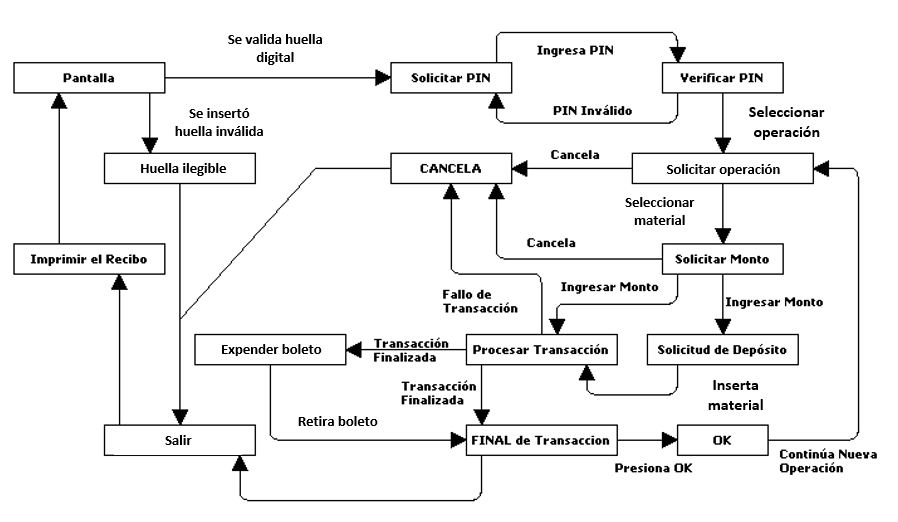 Se valida huella
digital
Ingresa PIN
Pantalla
Solicitar PIN
Verificar PIN
Se insertó
huella inválida
PIN Inválido
Seleccionar
operación
Huella ilegible
CANCELA
Cancela
Solicitar operación
Seleccionar
material
Imprimir el Recibo
Cancela
Solicitar Monto
Fallo de
Transacción
Ingresar Monto
Ingresar Monto
Expender boleto
Transacción
Finalizada
Procesar Transacción
Solicitud de Depósito
Transacción
Finalizada
Inserta
material
Retira boleto
Salir
FINAL de Transaccion
OK
Presiona OK
Continúa Nueva
Operación